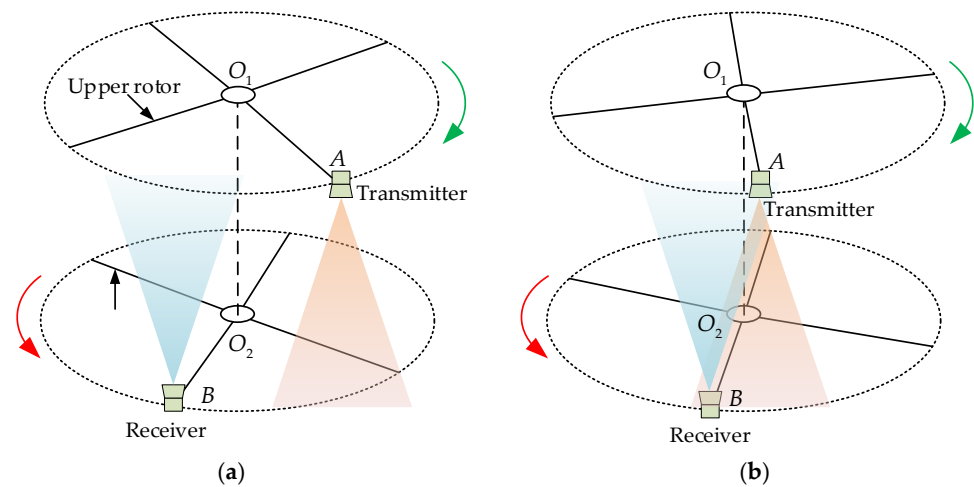 O₁
Upper rotor
A
Transmitter
O₂
B
Receiver
(a)
O₁
A
Transmitter
O₂
B
Receiver
(b)